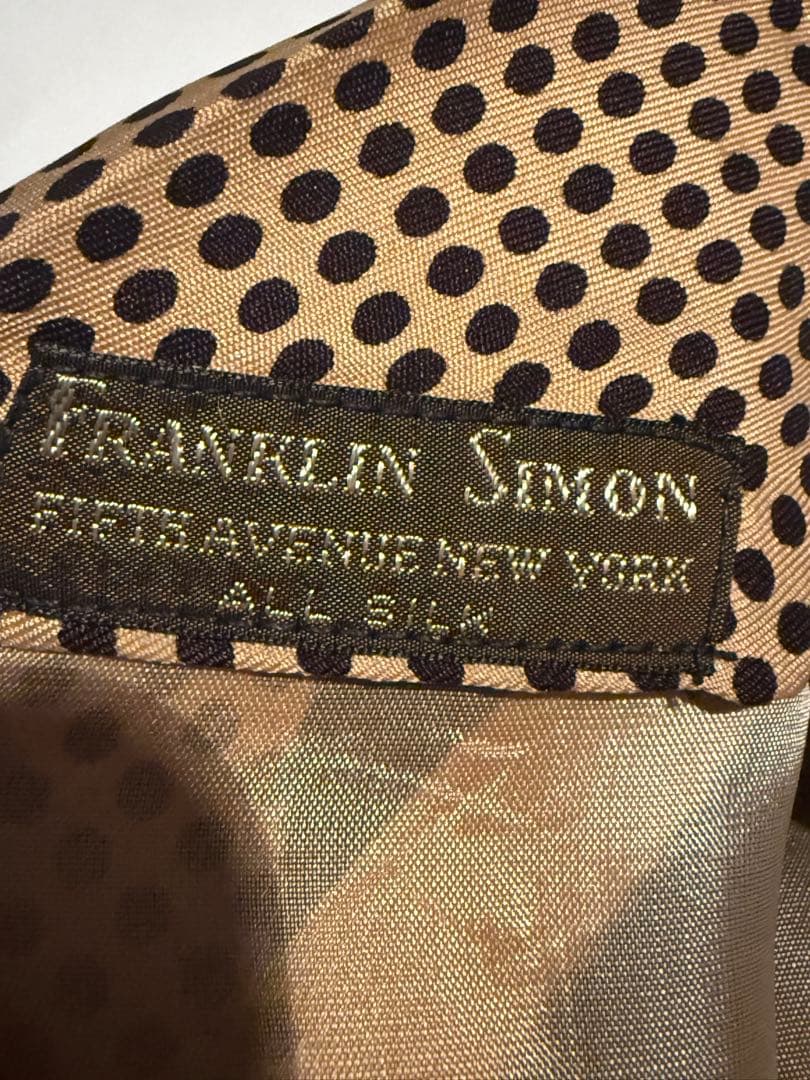 FRANKLIN SIMON
FIFTH AVENUE NEW YORK
ALL SILK